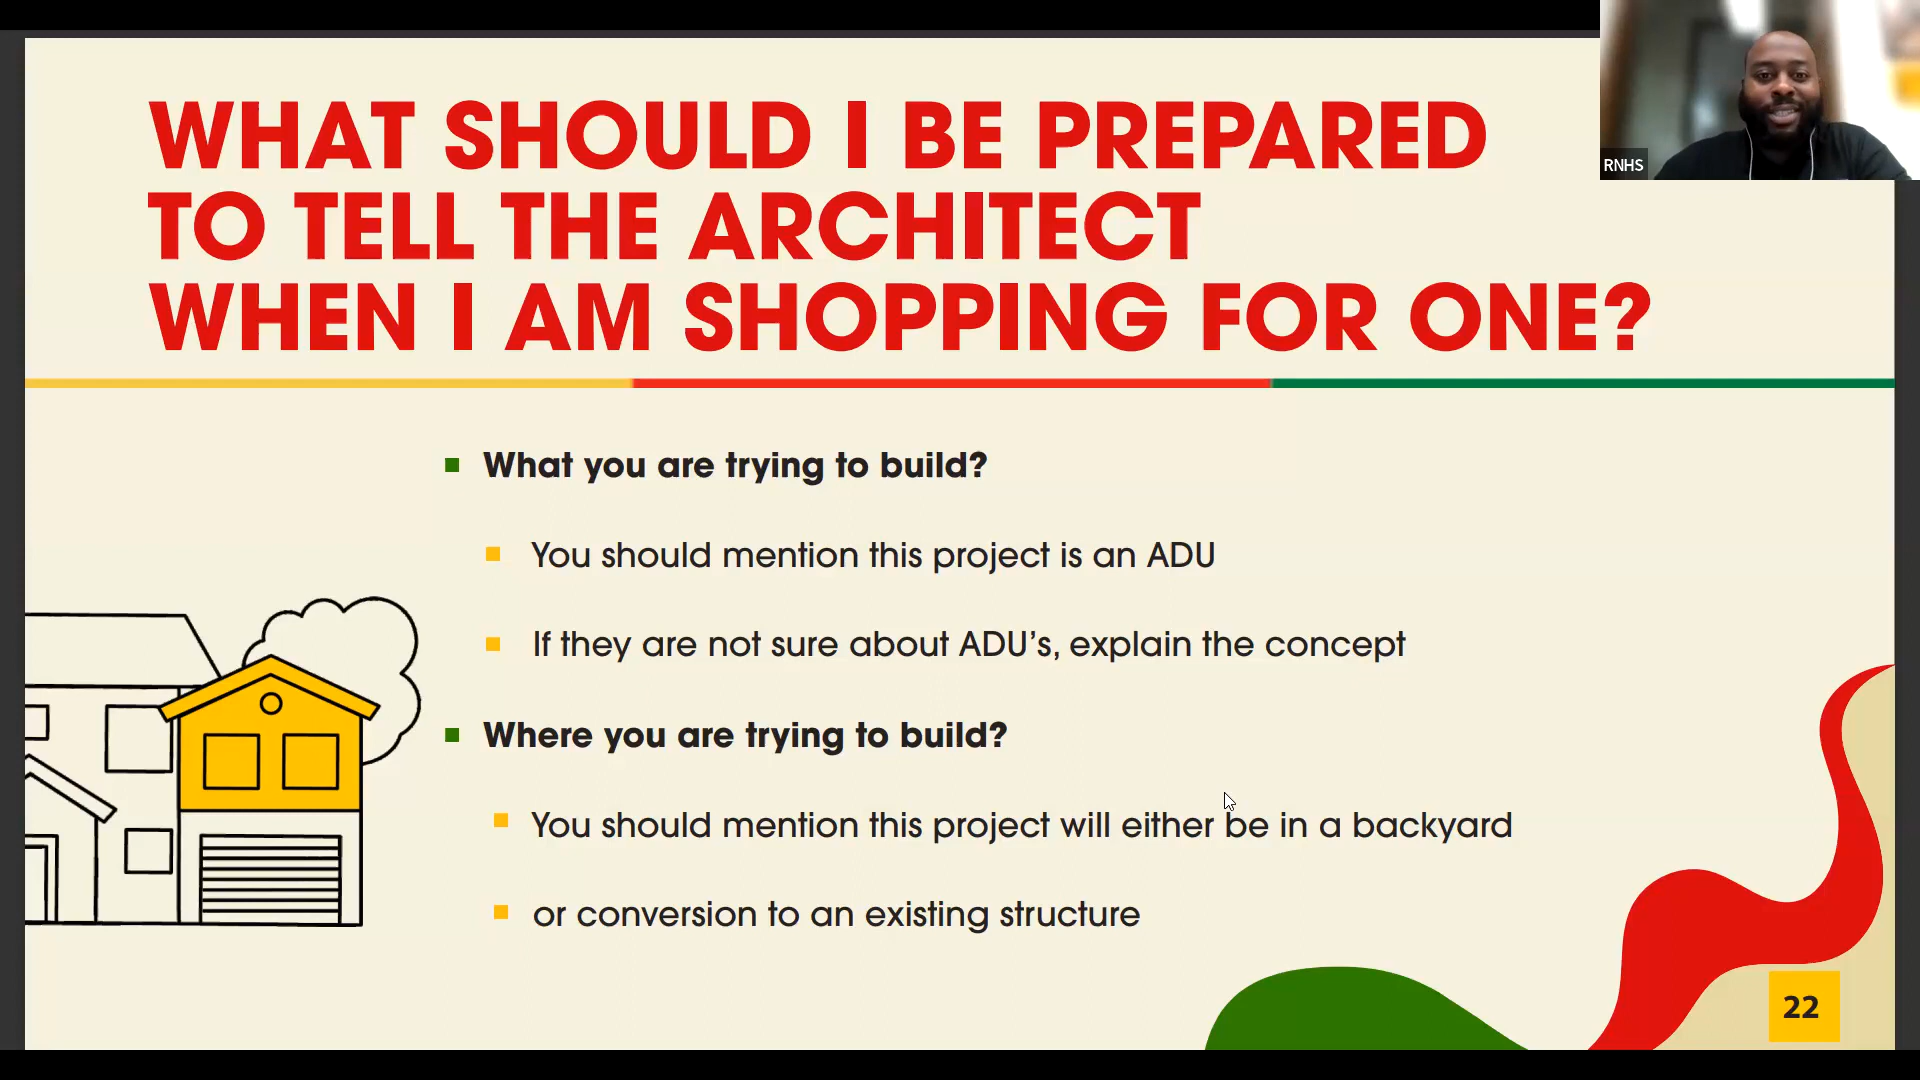 WHAT SHOULD I BE PREPARED
TO TELL THE ARCHITECT
WHEN I AM SHOPPING FOR ONE?
RNHS
What you are trying to build?
You should mention this project is an ADU
If they are not sure about ADU’s, explain the concept
Where you are trying to build?
You should mention this project will either be in a backyard
or conversion to an existing structure
22